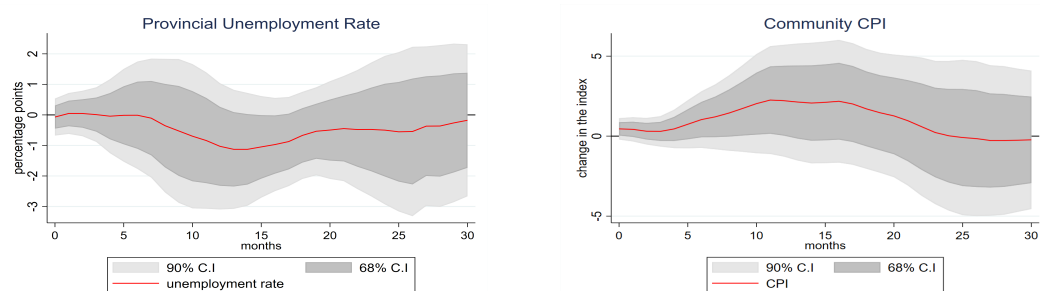 Provincial Unemployment Rate
percentage points
2
1
0
-1
-2
-3
0 5 10 15 20 25 30
months
90% C.I 68% C.I
unemployment rate
Community CPI
change in the index
5
0
-5
0 5 10 15 20 25 30
months
90% C.I 68% C.I
CPI